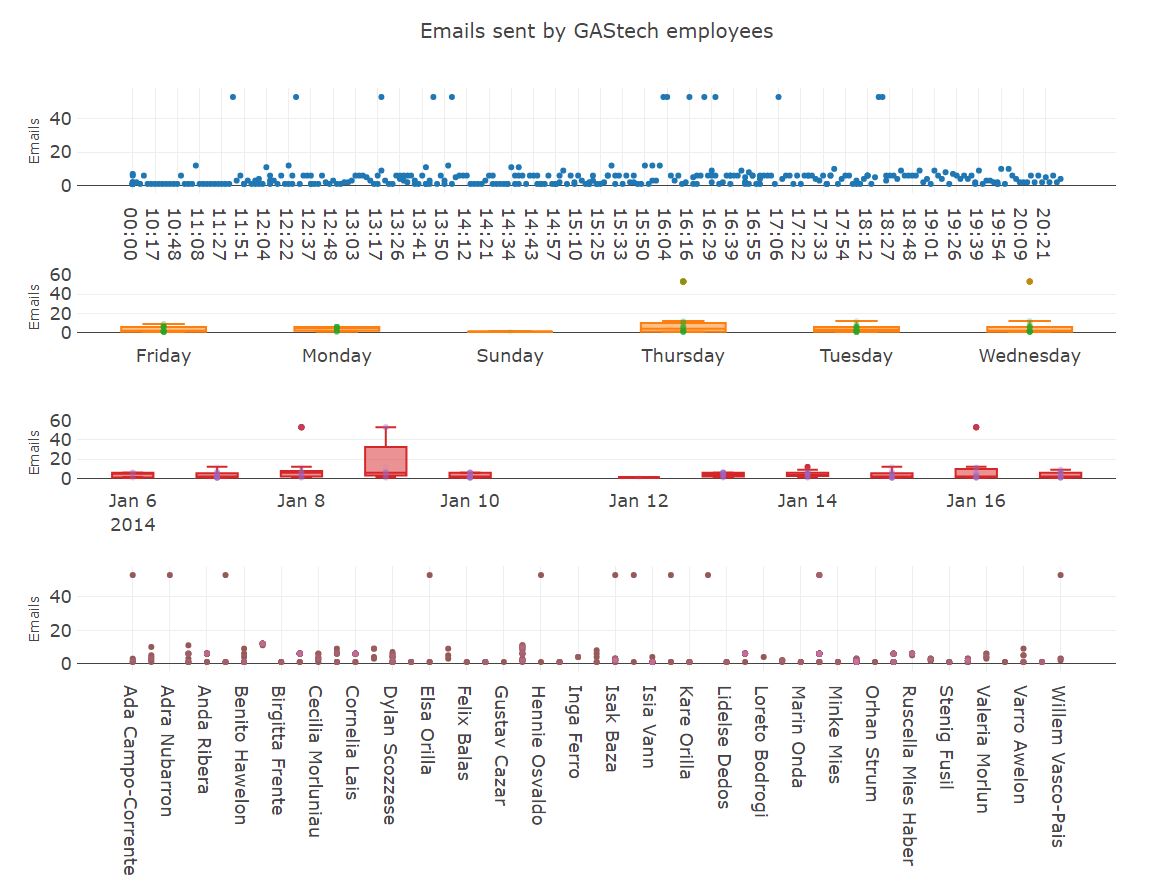 Emails sent by GAStech employees
Emails
40
20
0
00:00 10:17 10:48 11:08 11:27 11:51 12:04 12:22 12:37 12:48 13:03 13:17 13:26 13:41 13:50 14:12 14:21 14:34 14:43 14:55 15:10 15:25 15:33 15:50 16:04 16:16 16:29 16:39 16:55 17:06 17:22 17:33 17:54 18:12 18:27 18:48 19:01 19:26 19:39 19:54 20:09 20:21
Emails
60
40
20
0
Friday Monday Sunday Thursday Tuesday Wednesday
Emails
60
40
20
0
Jan 6 Jan 8 Jan 10 Jan 12 Jan 14 Jan 16
2014
Emails
40
20
0
Ada Campo-Corrente
Adra Nubarron
Anda Ribera
Benito Hawelon
Birgitta Frente
Cecilia Morluniau
Cornelia Lais
Dylan Scozzese
Elsa Orilla
Felix Balas
Gustav Cazar
Hennie Osvaldo
Inga Ferro
Isak Baza
Isia Vann
Kare Orilla
Lidelse Dedos
Loreto Bodrogi
Marin Onda
Minke Mies
Orhan Strum
Ruscella Mies Haber
Stenig Fusil
Valeria Morlun
Varro Awelon
Willem Vasco-Pais